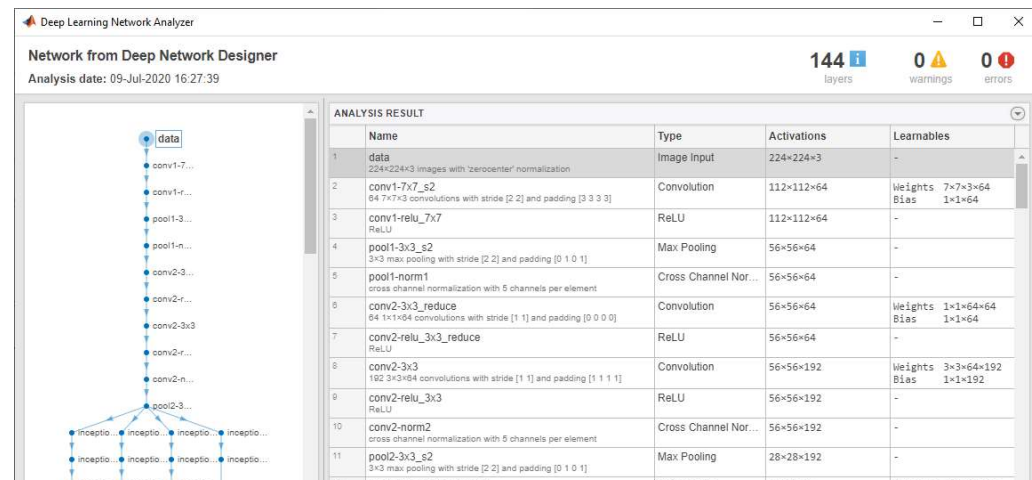 Deep Learning Network Analyzer
Network from Deep Network Designer
Analysis date: 09-Jul-2020 16:27:39
144
layers
0
warnings
0
errors
data
conv1-7...
conv1-r...
pool1-3...
pool1-n...
conv2-3...
conv2-r...
conv2-3x3
conv2-r...
conv2-n...
pool2-3...
inceptio... inceptio... inceptio... inceptio...
inceptio... inceptio... inceptio... inceptio...
ANALYSIS RESULT
Name Type Activations Learnables
1 data Image Input 224×224×3 -
224×224×3 images with 'zerocenter' normalization
2 conv1-7x7_s2 Convolution 112×112×64 Weights 7×7×3×64
64 7×7×3 convolutions with stride [2 2] and padding [3 3 3 3] Bias 1×1×64
3 conv1-relu_7x7 ReLU 112×112×64 -
ReLU
4 pool1-3x3_s2 Max Pooling 56×56×64 -
3×3 max pooling with stride [2 2] and padding [0 1 0 1]
5 pool1-norm1 Cross Channel Nor... 56×56×64 -
cross channel normalization with 5 channels per element
6 conv2-3x3_reduce Convolution 56×56×64 Weights 1×1×64×64
64 1×1×64 convolutions with stride [1 1] and padding [0 0 0 0] Bias 1×1×64
7 conv2-relu_3x3_reduce ReLU 56×56×64 -
ReLU
8 conv2-3x3 Convolution 56×56×192 Weights 3×3×64×192
192 3×3×64 convolutions with stride [1 1] and padding [1 1 1 1] Bias 1×1×192
9 conv2-relu_3x3 ReLU 56×56×192 -
ReLU
10 conv2-norm2 Cross Channel Nor... 56×56×192 -
cross channel normalization with 5 channels per element
11 pool2-3x3_s2 Max Pooling 28×28×192 -
3×3 max pooling with stride [2 2] and padding [0 1 0 1]